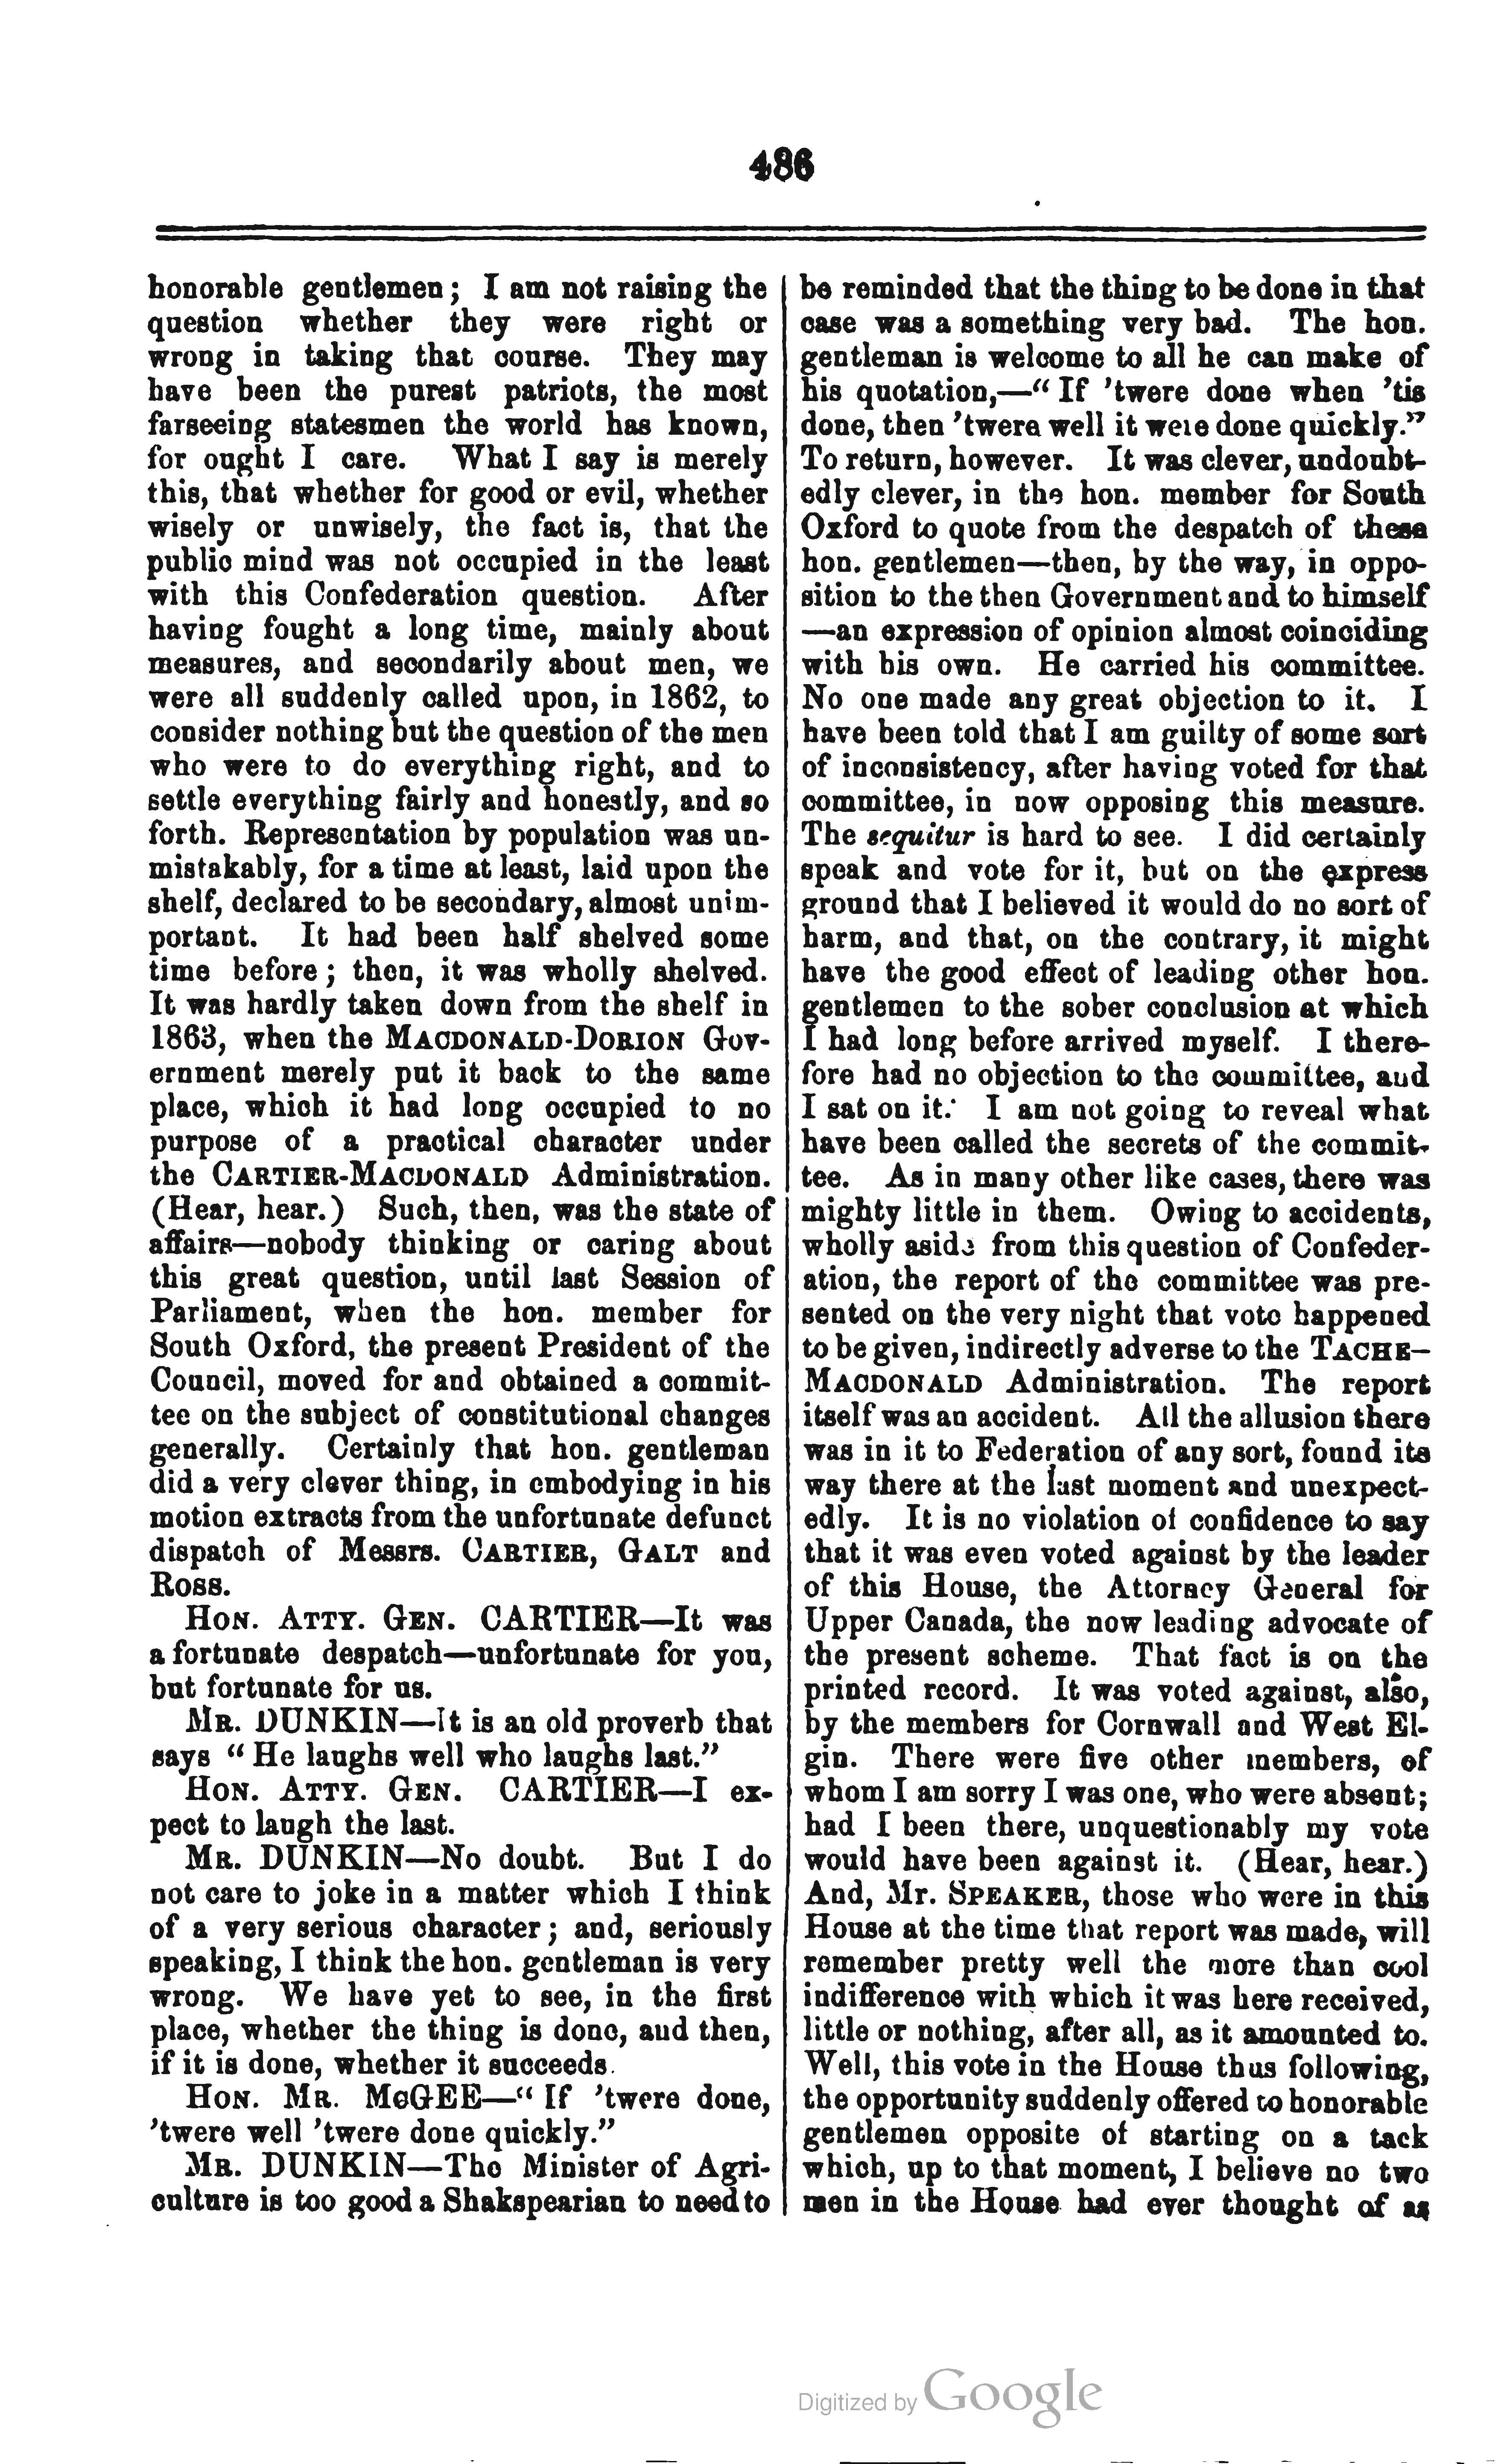 486
honorable gentlemen; I am not raising the
question whether they were right or
wrong in taking that course. They may
have been the purest patriots, the most
farseeing statesmen the world has known,
for ought I care. What I say is merely
this, that whether for good or evil, whether
wisely or unwisely, the fact is, that the
public mind was not occupied in the least
with this Confederation question. After
having fought a long time, mainly about
measures, and secondarily about men, we
were all suddenly called upon, in 1862, to
consider nothing but the question of the men
who were to do everything right, and to
settle everything fairly and honestly, and so
forth. Representation by population was un-
mistakably, for a time at least, laid upon the
shelf, declared to be secondary, almost unim-
portant. It had been half shelved some
time before; then, it was wholly shelved.
It was hardly taken down from the shelf in
1863, when the MACDONALD-DORION Gov-
ernment merely put it back to the same
place, which it had long occupied to no
purpose of a practical character under
the CARTIER-MACDONALD Administration.
(Hear, hear.) Such, then, was the state of
affairs—nobody thinking or caring about
this great question, until last Session of
Parliament, when the hon. member for
South Oxford, the present President of the
Council, moved for and obtained a commit-
tee on the subject of constitutional changes
generally. Certainly that hon. gentleman
did a very clever thing, in embodying in his
motion extracts from the unfortunate defunct
dispatch of Messrs. CARTIER, GALT and
ROSS.
HON. ATTY. GEN. CARTIER—It was
a fortunate despatch—unfortunate for you,
but fortunate for us.
MR. DUNKIN—It is an old proverb that
says "He laughs well who laughs last."
HON. ATTY. GEN. CARTIER—I ex-
pect to laugh the last.
MR. DUNKIN—No doubt. But I do
not care to joke in a matter which I think
of a very serious character; and, seriously
speaking, I think the hon. gentleman is very
wrong. We have yet to see, in the first
place, whether the thing is done, and then,
if it is done, whether it succeeds.
HON. MR. McGEE—"If 'twere done,
'twere well 'twere done quickly."
MR. DUNKIN—The Minister of Agri-
culture is too good a Shakspearian to need to
be reminded that the thing to be done in that
case was a something very bad. The hon.
gentleman is welcome to all he can make of
his quotation,—"If 'twere done when 'tis
done, then 'twere well it were done quickly."
To return, however. It was clever, undoubt-
edly clever, in the hon. member for South
Oxford to quote from the despatch of these
hon. gentlemen—then, by the way, in oppo-
sition to the then Government and to himself
—an expression of opinion almost coinciding
with his own. He carried his committee.
No one made any great objection to it. I
have been told that I am guilty of some sort
of inconsistency, after having voted for that
committee, in now opposing this measure.
The sequitur is hard to see. I did certainly
speak and vote for it, but on the express
ground that I believed it would do no sort of
harm, and that, on the contrary, it might
have the good effect of leading other hon.
gentlemen to the sober conclusion at which
I had long before arrived myself. I there-
fore had no objection to the committee, and
I sat on it. I am not going to reveal what
have been called the secrets of the commit-
tee. As in many other like cases, there was
mighty little in them. Owing to accidents,
wholly aside from this question of Confeder-
ation, the report of the committee was pre-
sented on the very night that vote happened
to be given, indirectly adverse to the TACHE-
MACDONALD Administration. The report
itself was an accident. All the allusion there
was in it to Federation of any sort, found its
way there at the last moment and unexpect-
edly. It is no violation of confidence to say
that it was even voted against by the leader
of this House, the Attorney General for
Upper Canada, the now leading advocate of
the present scheme. That fact is on the
printed record. It was voted against, also,
by the members for Cornwall and West El-
gin. There were five other members, of
whom I am sorry I was one, who were absent;
had I been there, unquestionably my vote
would have been against it. (Hear, hear.)
And, Mr. SPEAKER, those who were in this
House at the time that report was made, will
remember pretty well the more than cool
indifference with which it was here received,
little or nothing, after all, as it amounted to.
Well, this vote in the House thus following,
the opportunity suddenly offered to honorable
gentlemen opposite of starting on a tack
which, up to that moment, I believe no two
men in the House had ever thought of as
Digitized by Google